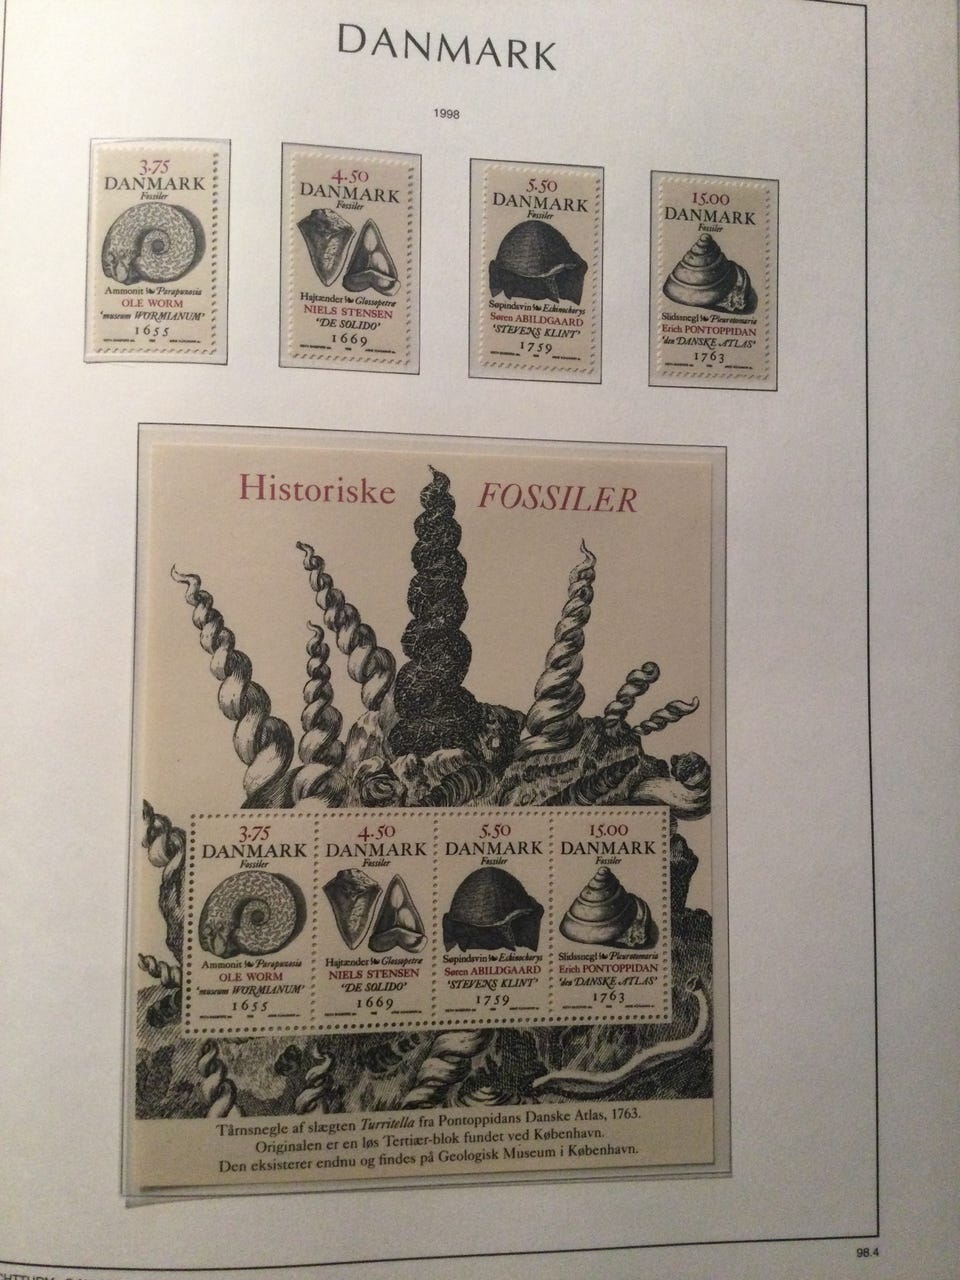 DANMARK
1998
3.75
DANMARK
Fossiler
Ammonit Parapuzosia
OLE WORM
'museum WORMIANUM'
1655
4.50
DANMARK
Fossiler
Hajtænder Glossopetræ
NIELS STENSEN
'DE SOLIDO'
1669
5.50
DANMARK
Fossiler
Søpindsvin Echinocorys
Søren ABILDGAARD
'STEVENS KLINT'
1759
15.00
DANMARK
Fossiler
Slidssnegl Pleurotomaria
Erich PONTOPPIDAN
'den DANSKE ATLAS'
1763
Historiske FOSSILER
3.75
DANMARK
Fossiler
Ammonit Parapuzosia
OLE WORM
'museum WORMIANUM'
1655
4.50
DANMARK
Fossiler
Hajtænder Glossopetræ
NIELS STENSEN
'DE SOLIDO'
1669
5.50
DANMARK
Fossiler
Søpindsvin Echinocorys
Søren ABILDGAARD
'STEVENS KLINT'
1759
15.00
DANMARK
Fossiler
Slidssnegl Pleurotomaria
Erich PONTOPPIDAN
'den DANSKE ATLAS'
1763
Tårnsnegle af slægten Turritella fra Pontoppidans Danske Atlas, 1763.
Originalen er en løs Tertiær-blok fundet ved København.
Den eksisterer endnu og findes på Geologisk Museum i København.
98.4